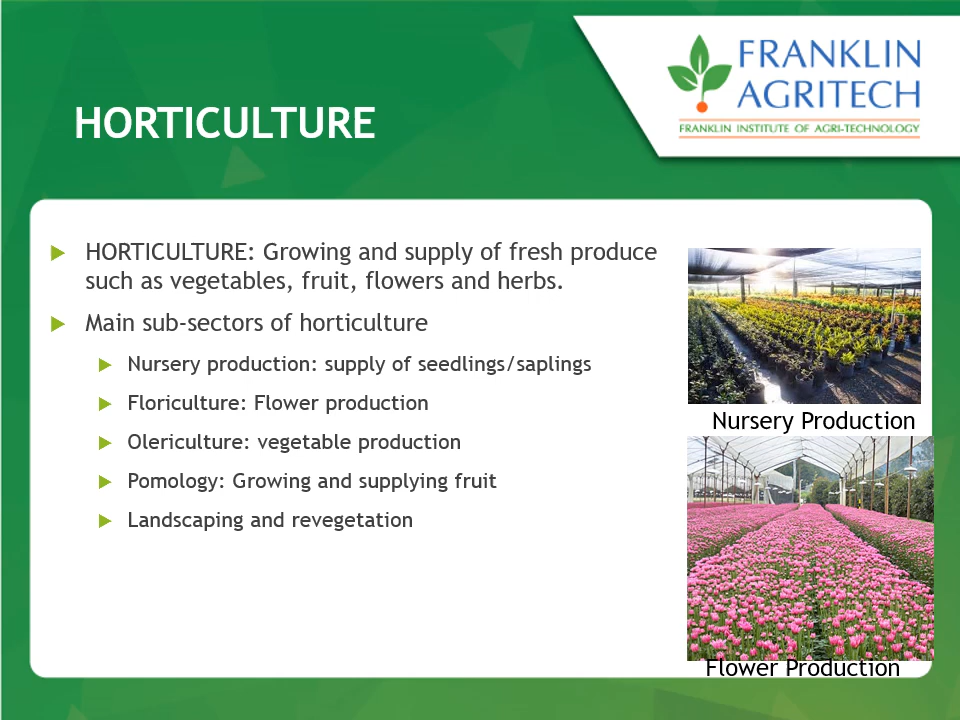 FRANKLIN
AGRITECH
FRANKLIN INSTITUTE OF AGRI-TECHNOLOGY
HORTICULTURE
HORTICULTURE: Growing and supply of fresh produce
such as vegetables, fruit, flowers and herbs.
Main sub-sectors of horticulture
Nursery production: supply of seedlings/saplings
Floriculture: Flower production
Olericulture: vegetable production
Pomology: Growing and supplying fruit
Landscaping and revegetation
Nursery Production
Flower Production